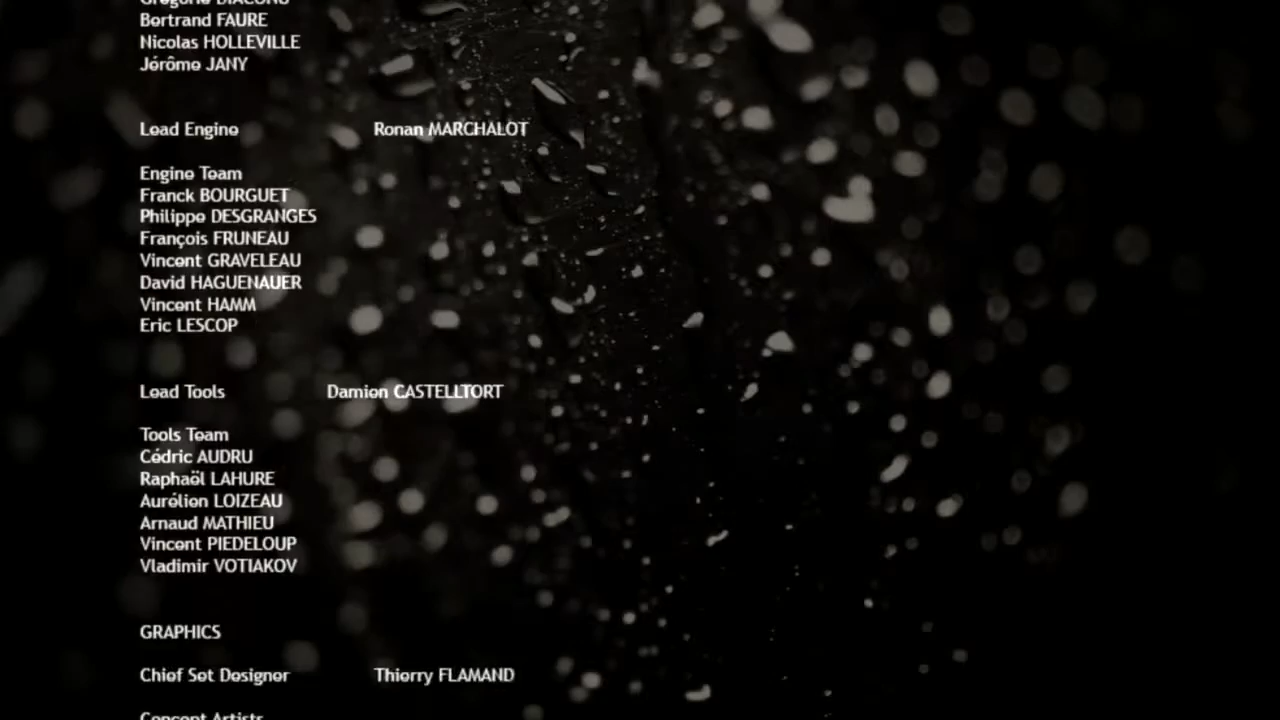 Grégorie DIACONU
Bertrand FAURE
Nicolas HOLLEVILLE
Jérôme JANY
Lead Engine Ronan MARCHALOT
Engine Team
Franck BOURGUET
Philippe DESGRANGES
François FRUNEAU
Vincent GRAVELEAU
David HAGUENAUER
Vincent HAMM
Eric LESCOP
Lead Tools Damien CASTELLTORT
Tools Team
Cédric AUDRU
Raphaël LAHURE
Aurélien LOIZEAU
Arnaud MATHIEU
Vincent PIEDELOUP
Vladimir VOTIAKOV
GRAPHICS
Chief Set Designer Thierry FLAMAND
Concept Artists